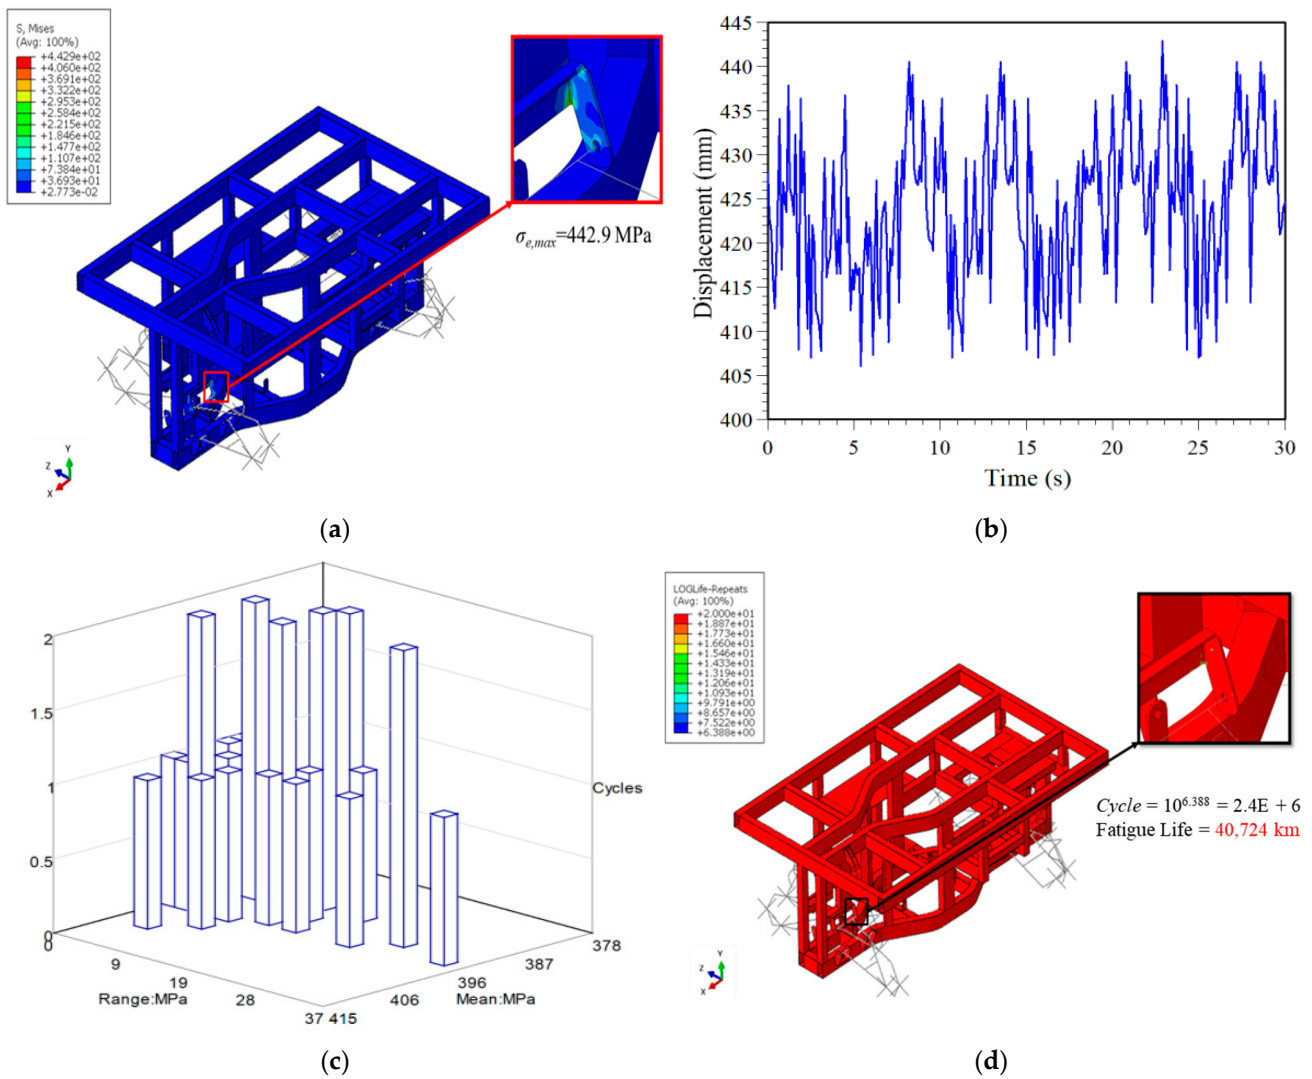 S, Mises
(Avg: 100%)
+4.429e+02
+4.060e+02
+3.691e+02
+3.322e+02
+2.953e+02
+2.584e+02
+2.215e+02
+1.846e+02
+1.477e+02
+1.107e+02
+7.384e+01
+3.693e+01
+2.773e-02
σe,max=442.9 MPa
Y
Z
X
(a)
445
440
435
430
425
420
415
410
405
400
Displacement (mm)
0 5 10 15 20 25 30
Time (s)
(b)
2
1.5
1
0.5
0
0
9
19
28
37
Range:MPa
415
406
396
387
378
Mean:MPa
Cycles
(c)
LOGLife-Repeats
(Avg: 100%)
+2.000e+01
+1.887e+01
+1.773e+01
+1.660e+01
+1.546e+01
+1.433e+01
+1.319e+01
+1.206e+01
+1.093e+01
+9.791e+00
+8.657e+00
+7.522e+00
+6.388e+00
Cycle = 10^6.388 = 2.4E + 6
Fatigue Life = 40,724 km
Y
Z
X
(d)